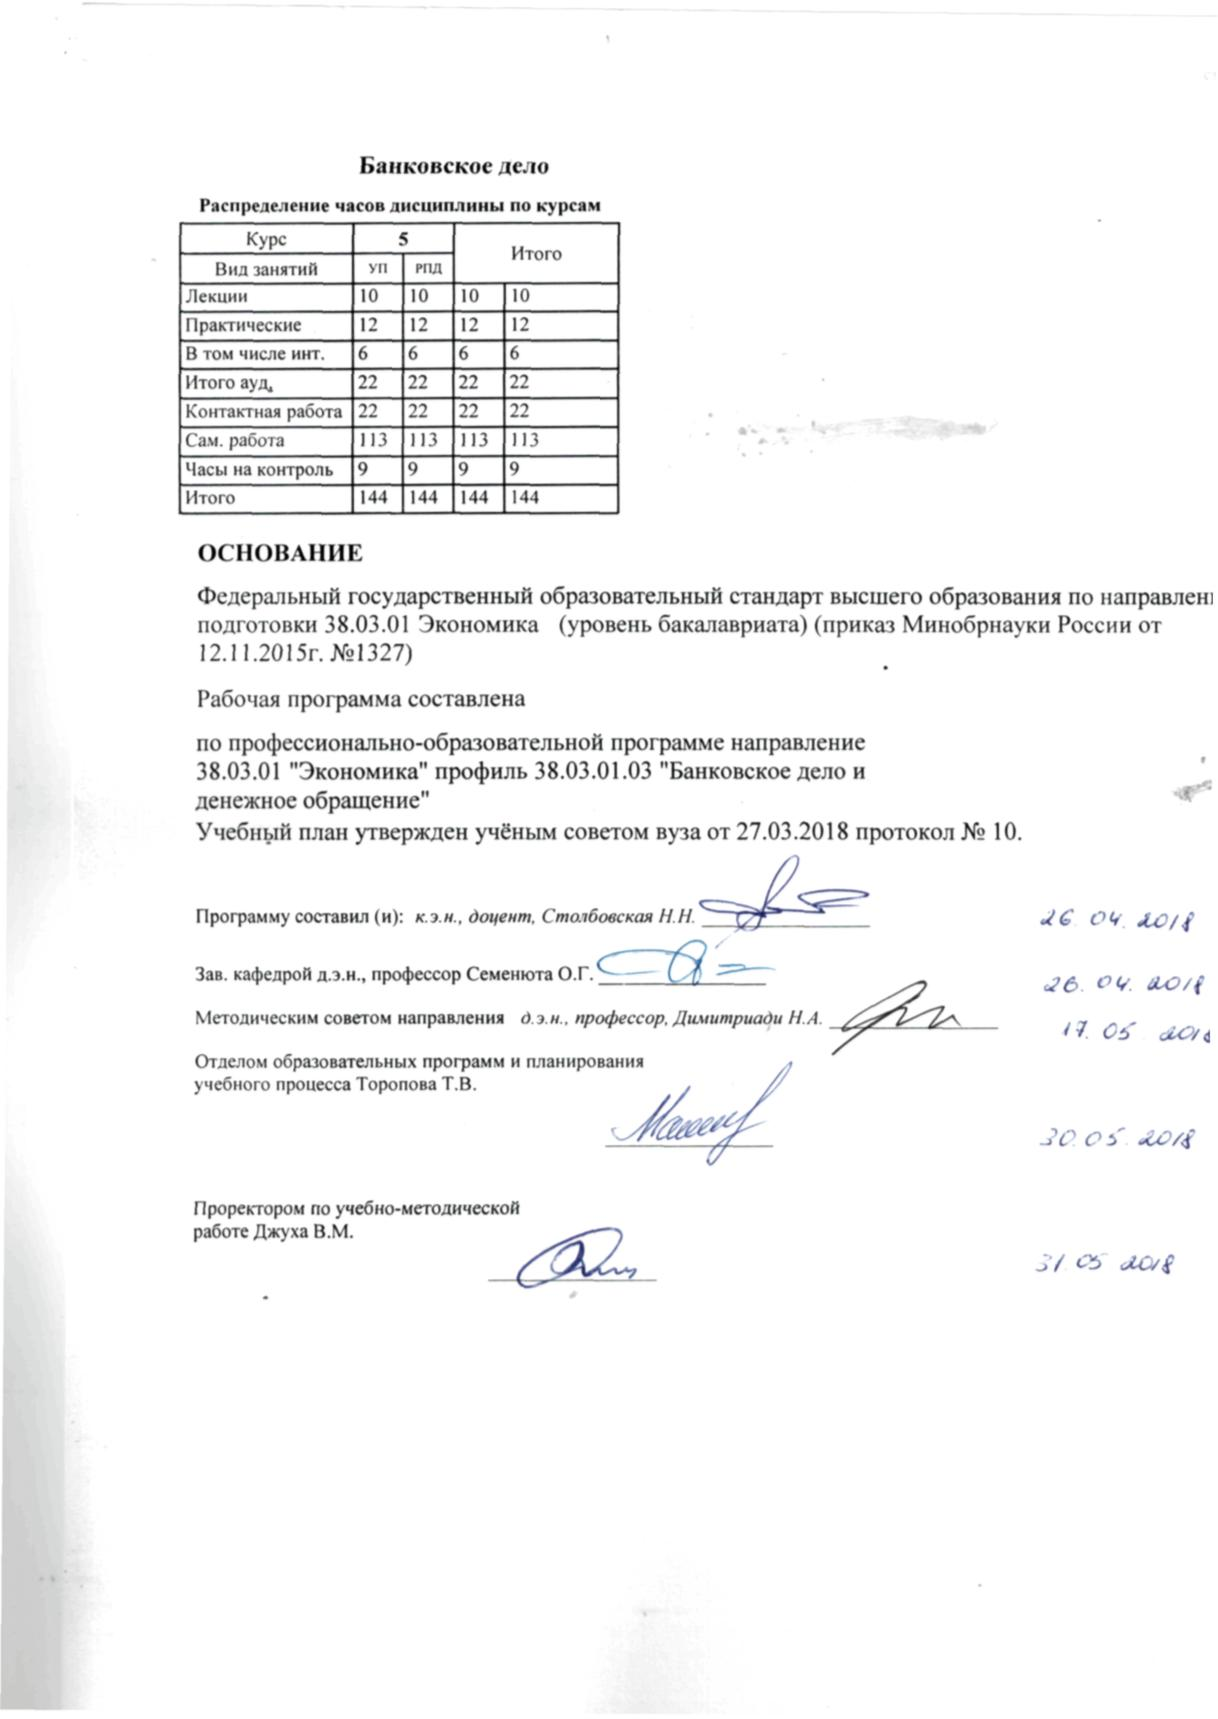 Банковское дело
Распределение часов дисциплины по курсам
Курс 5 Итого
Вид занятий УП РПД
Лекции 10 10 10 10
Практические 12 12 12 12
В том числе инт. 6 6 6 6
Итого ауд. 22 22 22 22
Контактная работа 22 22 22 22
Сам. работа 113 113 113 113
Часы на контроль 9 9 9 9
Итого 144 144 144 144
ОСНОВАНИЕ
Федеральный государственный образовательный стандарт высшего образования по направлен
подготовки 38.03.01 Экономика (уровень бакалавриата) (приказ Минобрнауки России от
12.11.2015г. №1327)
Рабочая программа составлена
по профессионально-образовательной программе направление
38.03.01 "Экономика" профиль 38.03.01.03 "Банковское дело и
денежное обращение"
Учебный план утвержден учёным советом вуза от 27.03.2018 протокол № 10.
Программу составил (и): к.э.н., доцент, Столбовская Н.Н. 26.04.2018
Зав. кафедрой д.э.н., профессор Семенюта О.Г. 26.04.2018
Методическим советом направления д.э.н., профессор, Димитриади Н.А. 17.05 2018
Отделом образовательных программ и планирования
учебного процесса Торопова Т.В.
30.05.2018
Проректором по учебно-методической
работе Джуха В.М.
31.05 2018